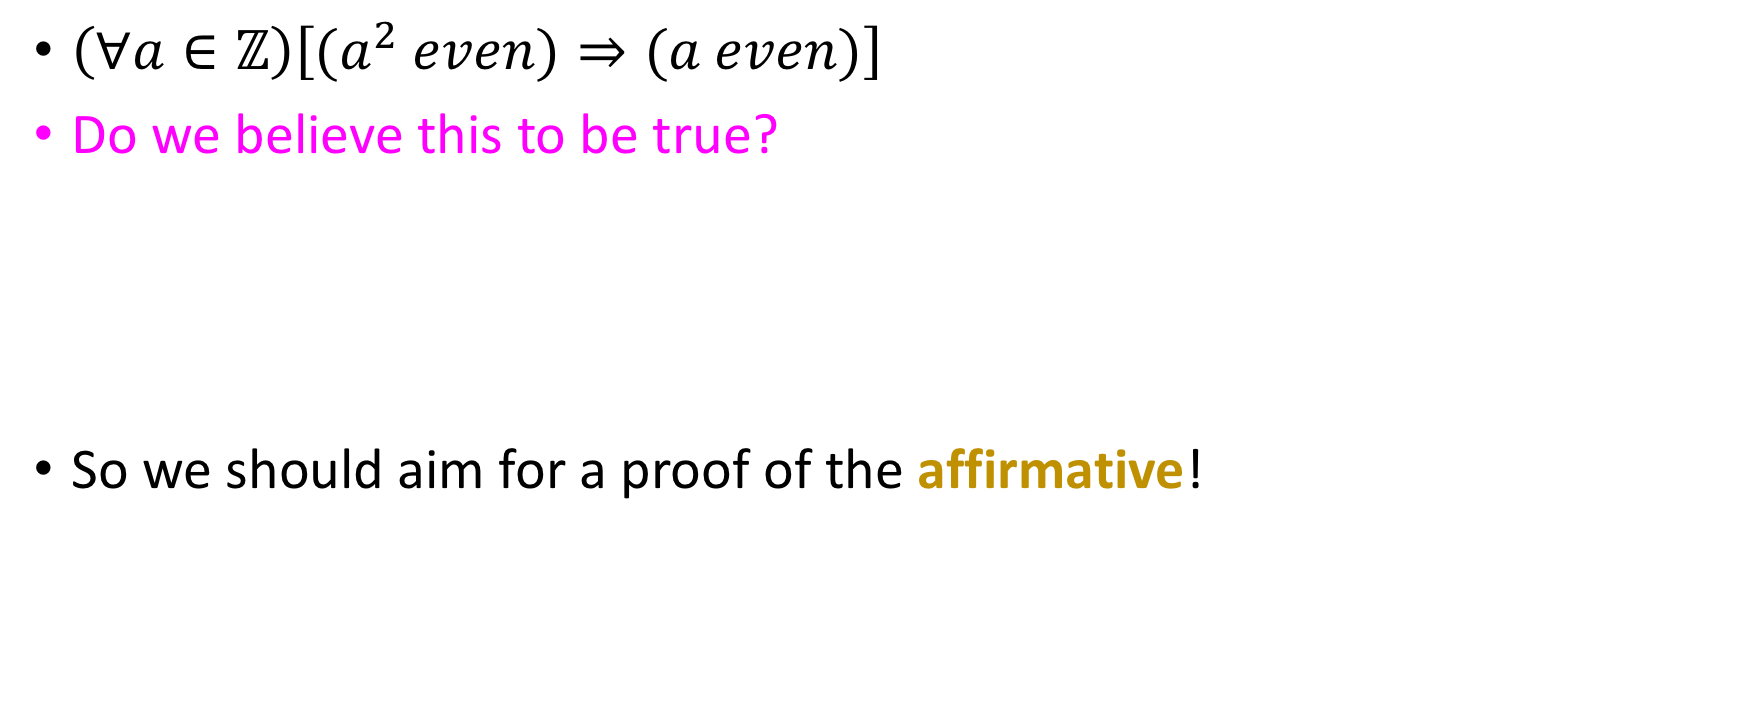 • (∀a ∈ ℤ)[(a² even) ⇒ (a even)]
• Do we believe this to be true?
• So we should aim for a proof of the affirmative!